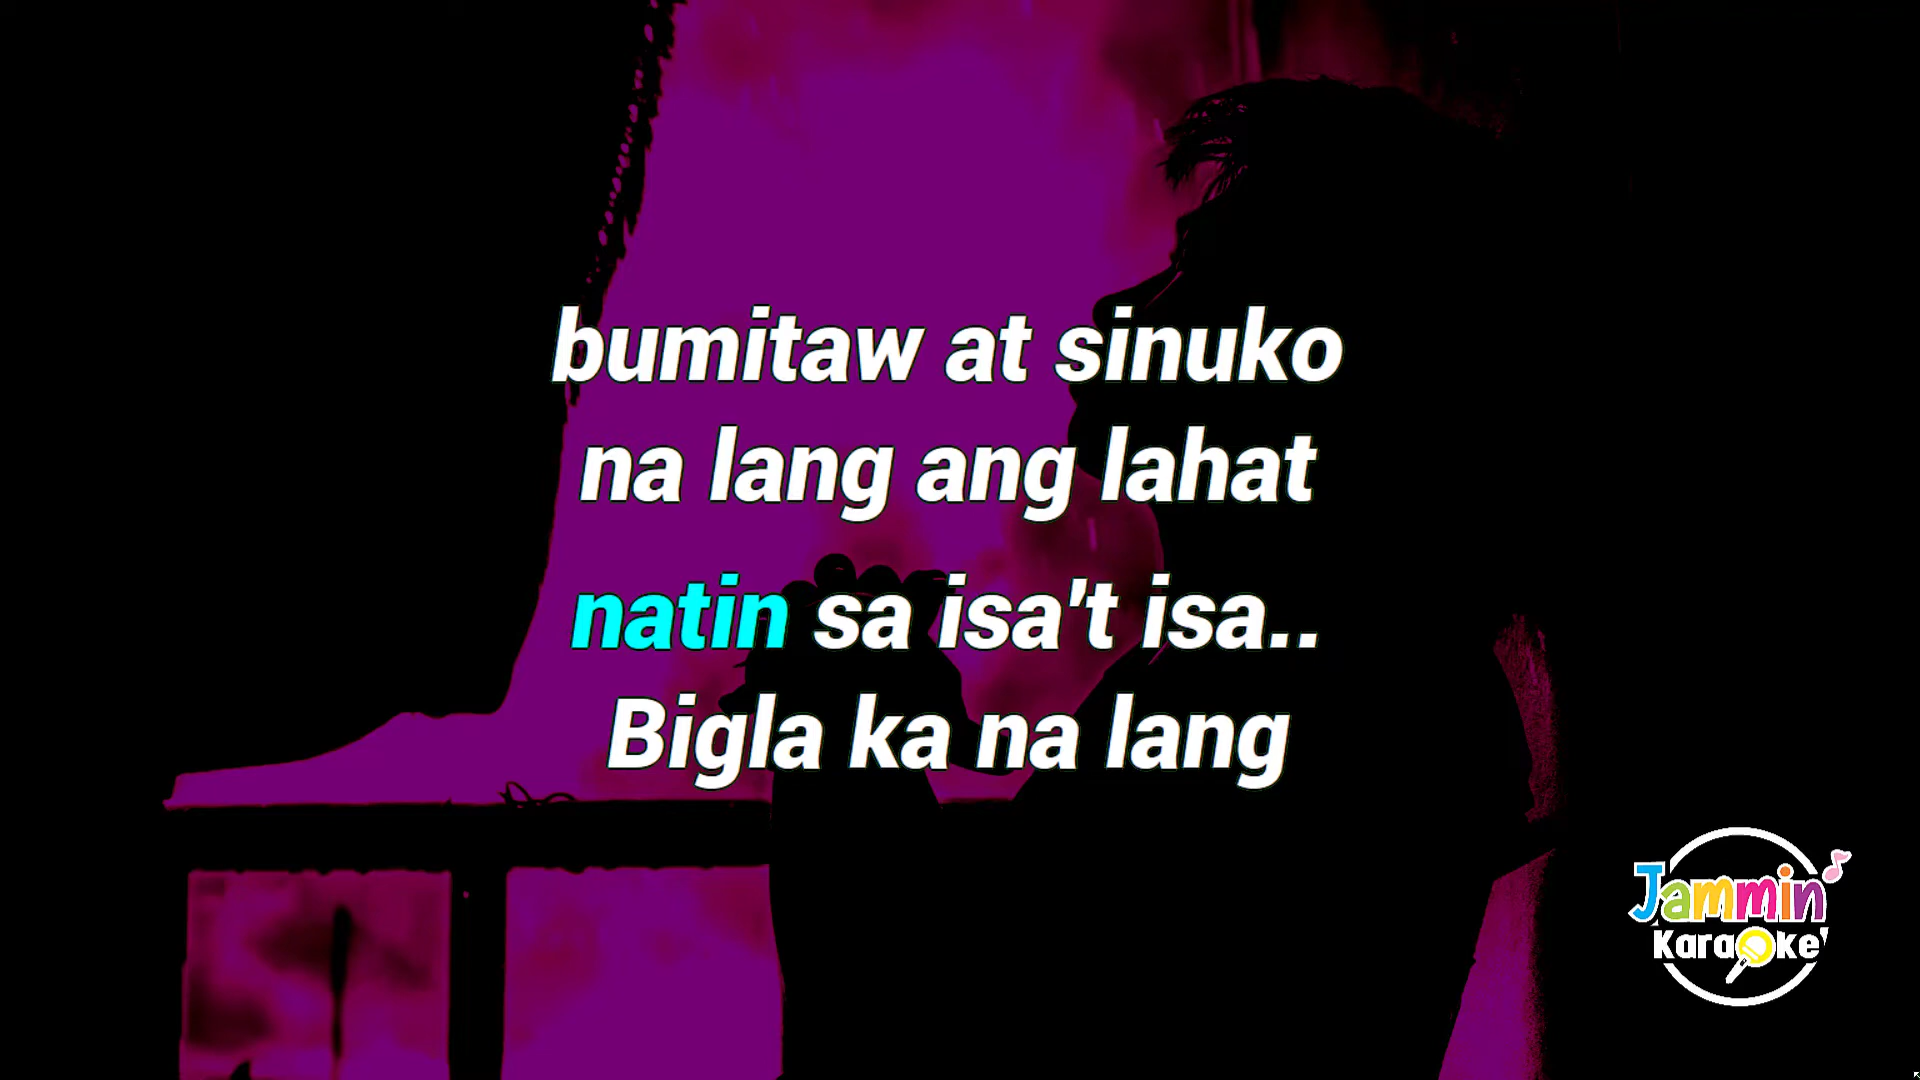 bumitaw at sinuko
na lang ang lahat
natin sa isa't isa..
Bigla ka na lang
Jammin'
Karaoke